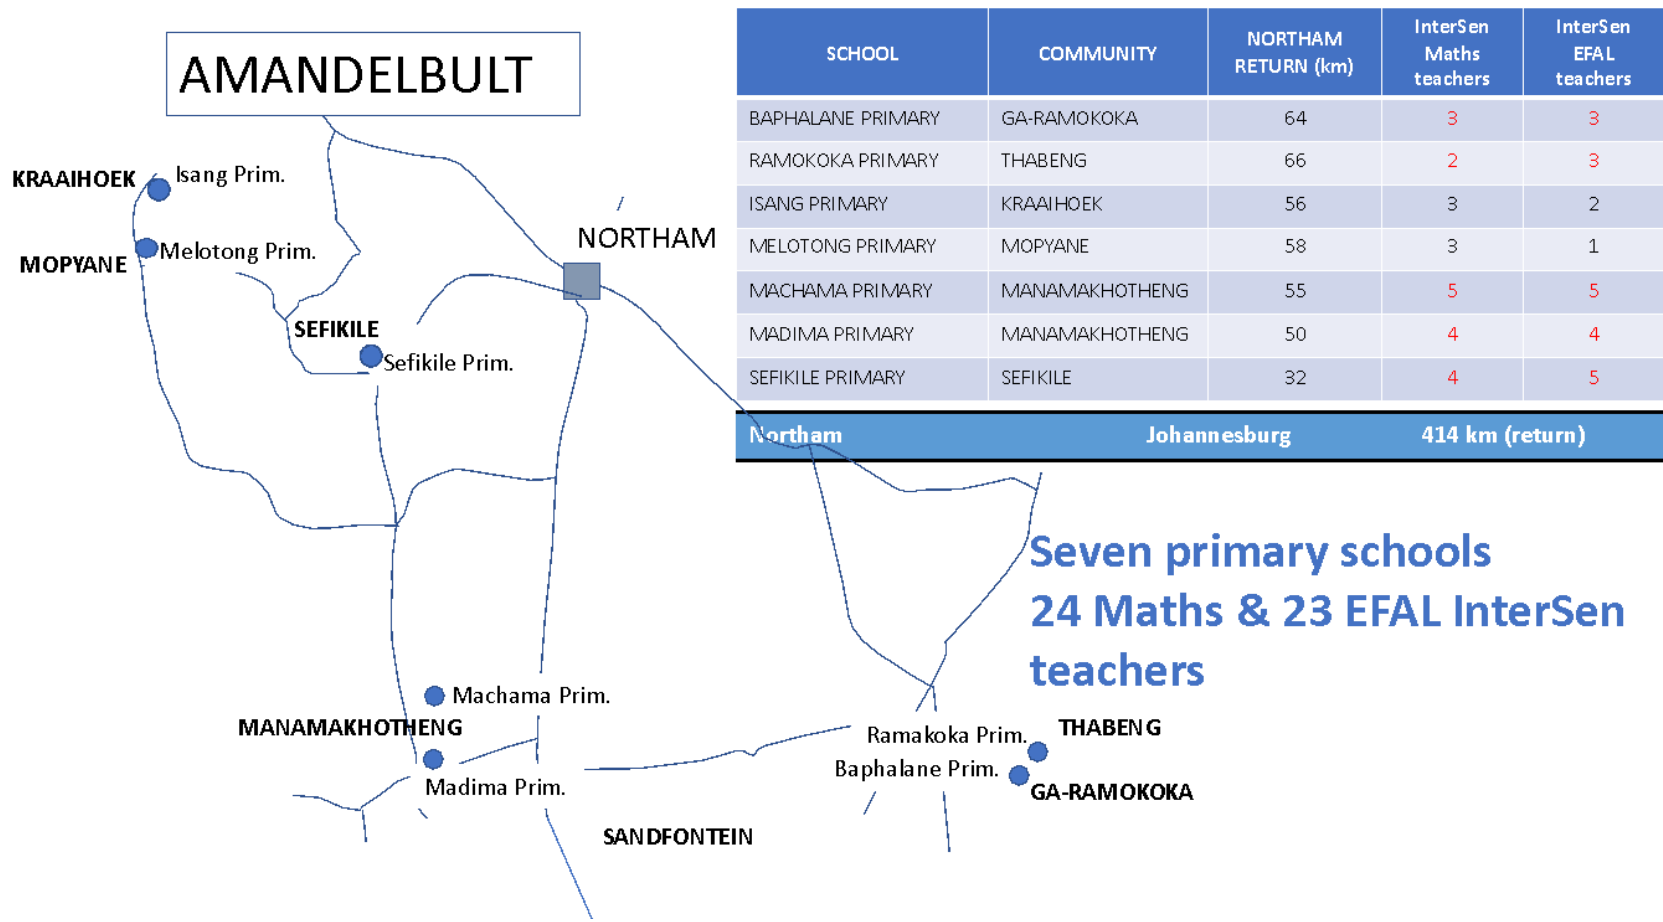 AMANDELBULT
KRAAIHOEK
Isang Prim.
MOPYANE
Melotong Prim.
NORTHAM
SEFIKILE
Sefikile Prim.
SCHOOL COMMUNITY NORTHAM RETURN (km) InterSen Maths teachers InterSen EFAL teachers
BAPHALANE PRIMARY GA-RAMOKOKA 64 3 3
RAMOKOKA PRIMARY THABENG 66 2 3
ISANG PRIMARY KRAAIHOEK 56 3 2
MELOTONG PRIMARY MOPYANE 58 3 1
MACHAMA PRIMARY MANAMAKHOTHENG 55 5 5
MADIMA PRIMARY MANAMAKHOTHENG 50 4 4
SEFIKILE PRIMARY SEFIKILE 32 4 5
Northam Johannesburg 414 km (return)
Seven primary schools
24 Maths & 23 EFAL InterSen
teachers
Machama Prim.
MANAMAKHOTHENG
Madima Prim.
SANDFONTEIN
Ramakoka Prim.
THABENG
Baphalane Prim.
GA-RAMOKOKA